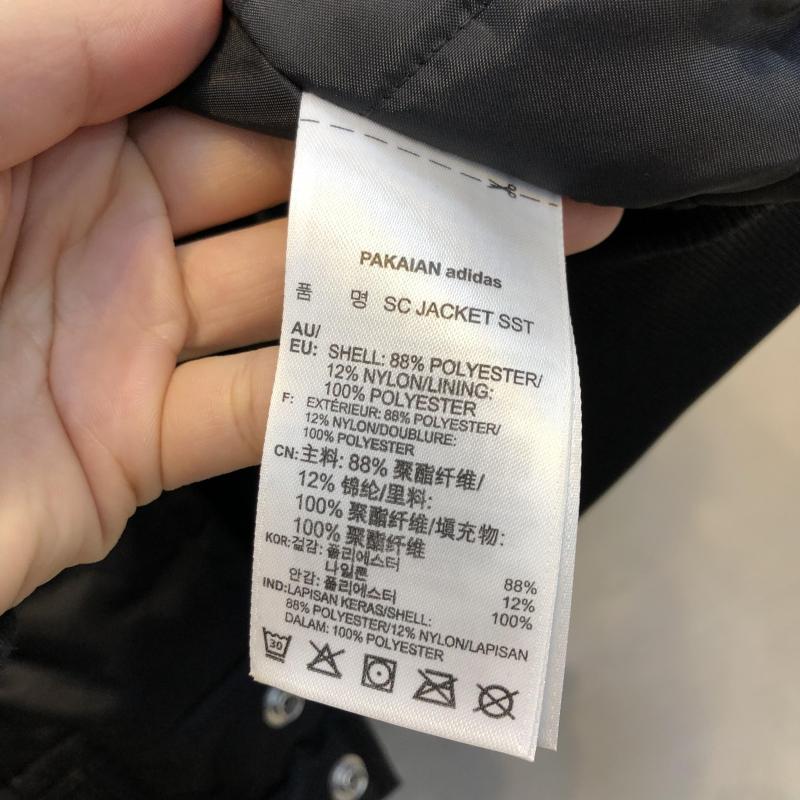 PAKAIAN adidas
품 명 SC JACKET SST
AU/
EU: SHELL: 88% POLYESTER/
12% NYLON/LINING:
100% POLYESTER
F: EXTÉRIEUR: 88% POLYESTER/
12% NYLON/DOUBLURE:
100% POLYESTER
CN:主料: 88% 聚酯纤维/
12% 锦纶/里料:
100% 聚酯纤维/填充物:
100% 聚酯纤维
KOR:겉감: 폴리에스터 88%
나일론 12%
안감: 폴리에스터 100%
IND:LAPISAN KERAS/SHELL:
88% POLYESTER/12% NYLON/LAPISAN
DALAM: 100% POLYESTER
30